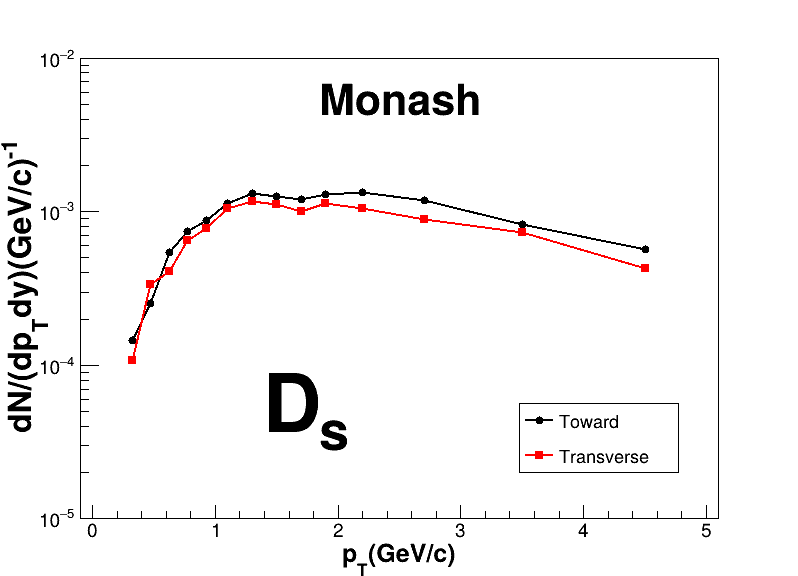 Monash
dN/(dp_T dy)(GeV/c)^-1
10^−2
10^−3
10^−4
10^−5
D_s
Toward
Transverse
0 1 2 3 4 5
p_T(GeV/c)